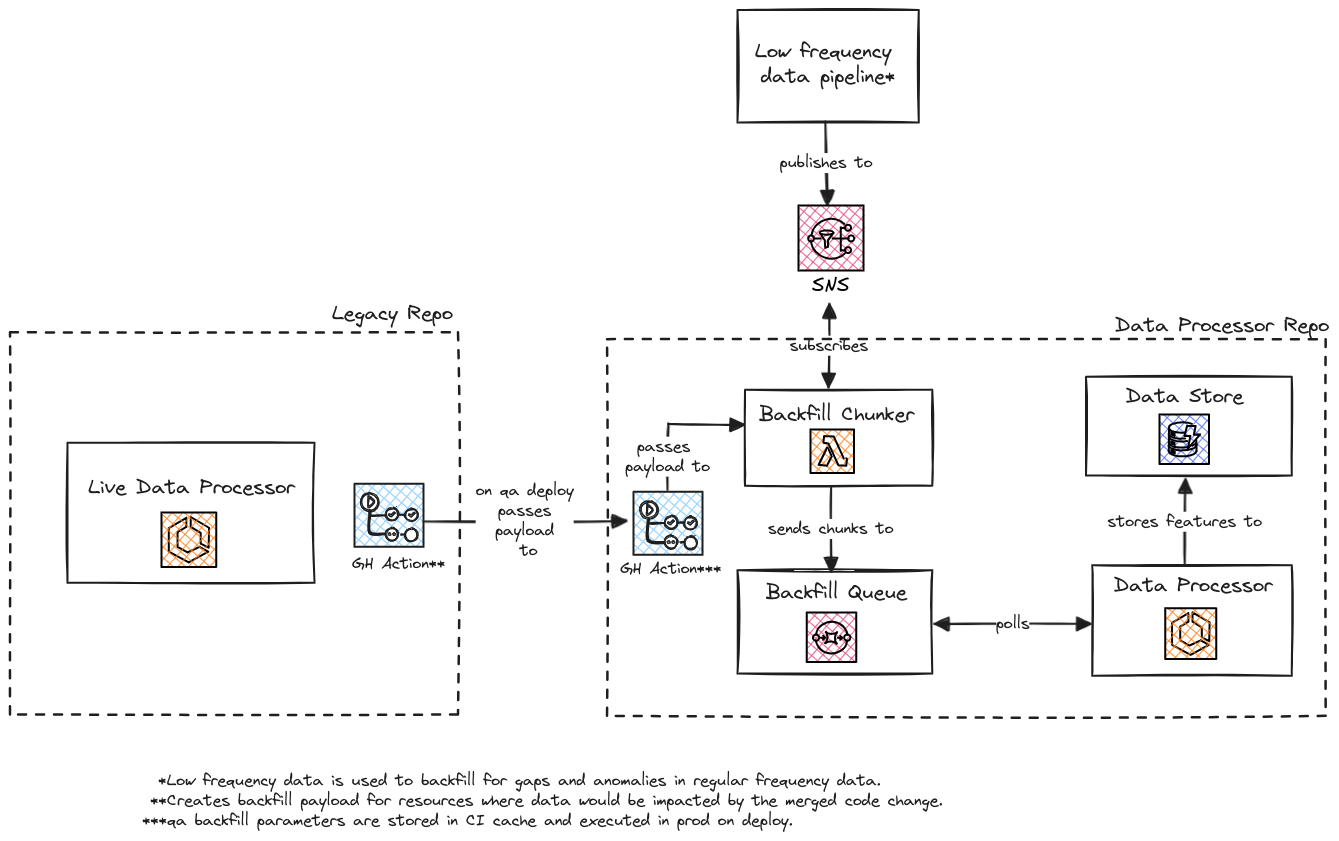 Low frequency
data pipeline*
publishes to
SNS
Legacy Repo
Data Processor Repo
subscribes
Backfill Chunker
Data Store
passes
payload to
Live Data Processor
on qa deploy
passes
payload
to
GH Action**
GH Action***
sends chunks to
stores features to
Backfill Queue
Data Processor
polls
*Low frequency data is used to backfill for gaps and anomalies in regular frequency data.
**Creates backfill payload for resources where data would be impacted by the merged code change.
***qa backfill parameters are stored in CI cache and executed in prod on deploy.